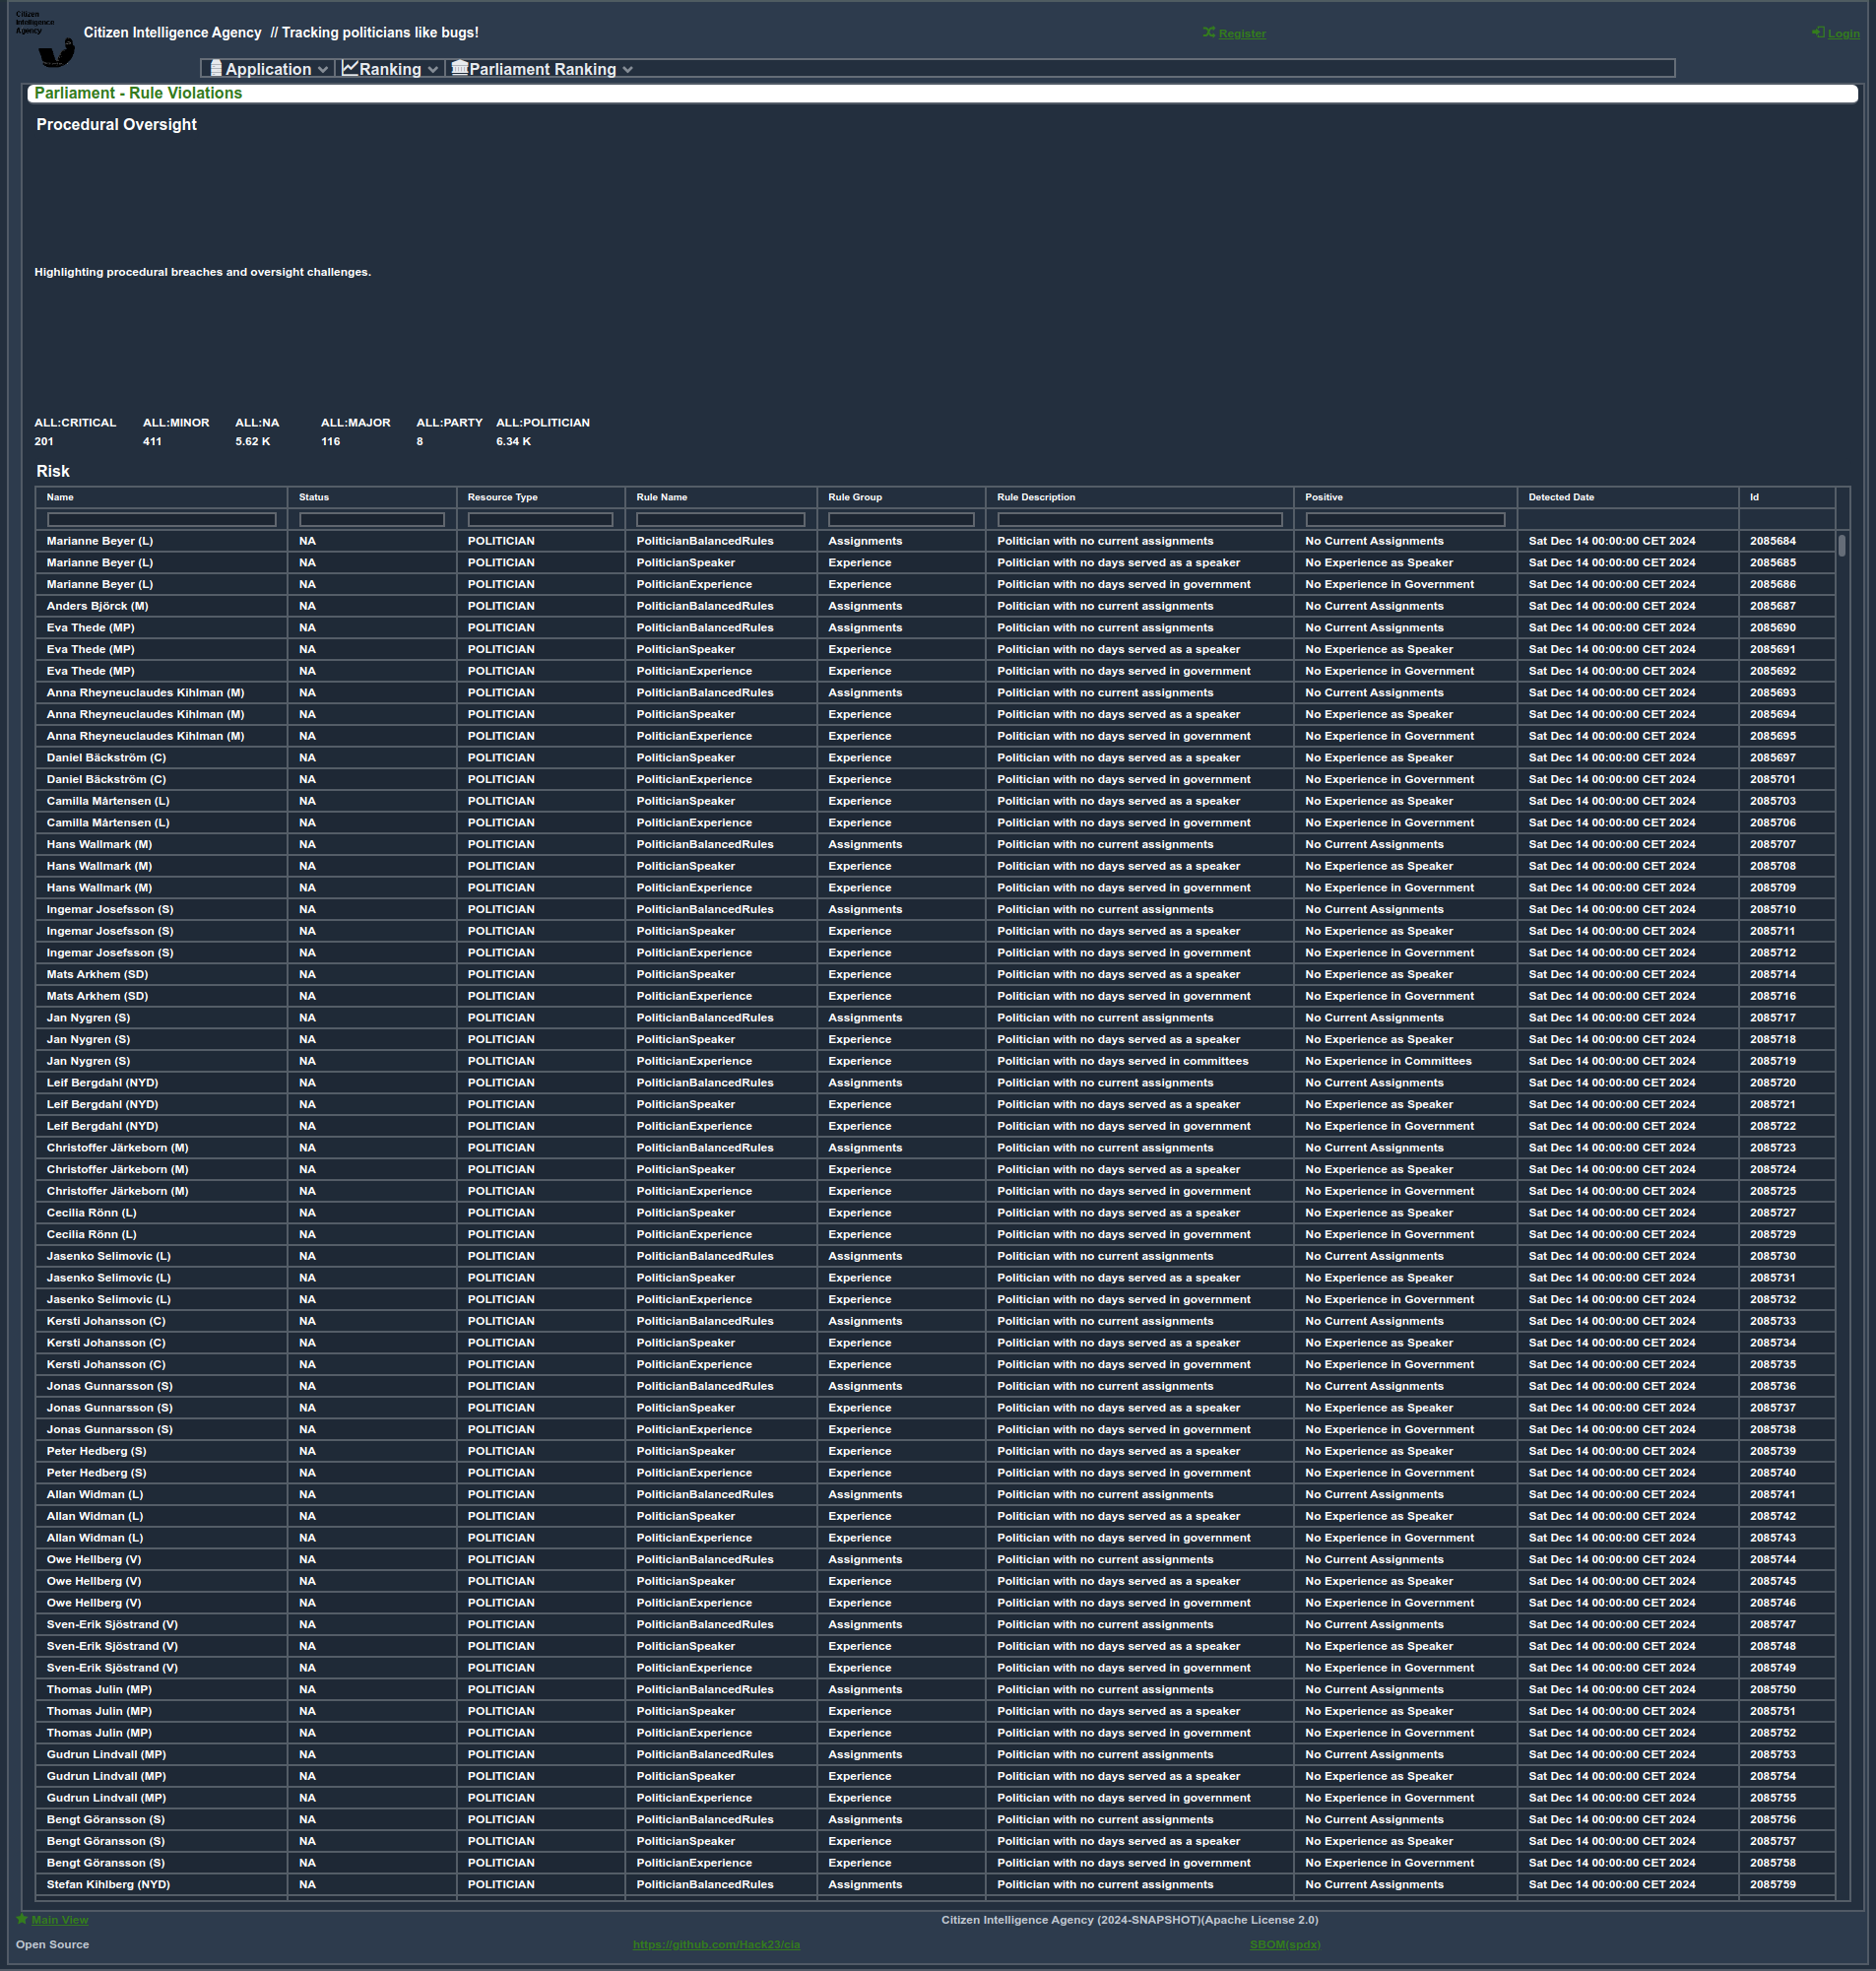 Citizen
Intelligence
Agency
Citizen Intelligence Agency // Tracking politicians like bugs!
Register
Login
Application
Ranking
Parliament Ranking
Parliament - Rule Violations
Procedural Oversight
Highlighting procedural breaches and oversight challenges.
ALL:CRITICAL ALL:MINOR ALL:NA ALL:MAJOR ALL:PARTY ALL:POLITICIAN
201 411 5.62 K 116 8 6.34 K
Risk
Name Status Resource Type Rule Name Rule Group Rule Description Positive Detected Date Id
Marianne Beyer (L) NA POLITICIAN PoliticianBalancedRules Assignments Politician with no current assignments No Current Assignments Sat Dec 14 00:00:00 CET 2024 2085684
Marianne Beyer (L) NA POLITICIAN PoliticianSpeaker Experience Politician with no days served as a speaker No Experience as Speaker Sat Dec 14 00:00:00 CET 2024 2085685
Marianne Beyer (L) NA POLITICIAN PoliticianExperience Experience Politician with no days served in government No Experience in Government Sat Dec 14 00:00:00 CET 2024 2085686
Anders Björck (M) NA POLITICIAN PoliticianBalancedRules Assignments Politician with no current assignments No Current Assignments Sat Dec 14 00:00:00 CET 2024 2085687
Eva Thede (MP) NA POLITICIAN PoliticianBalancedRules Assignments Politician with no current assignments No Current Assignments Sat Dec 14 00:00:00 CET 2024 2085690
Eva Thede (MP) NA POLITICIAN PoliticianSpeaker Experience Politician with no days served as a speaker No Experience as Speaker Sat Dec 14 00:00:00 CET 2024 2085691
Eva Thede (MP) NA POLITICIAN PoliticianExperience Experience Politician with no days served in government No Experience in Government Sat Dec 14 00:00:00 CET 2024 2085692
Anna Rheyneuclaudes Kihlman (M) NA POLITICIAN PoliticianBalancedRules Assignments Politician with no current assignments No Current Assignments Sat Dec 14 00:00:00 CET 2024 2085693
Anna Rheyneuclaudes Kihlman (M) NA POLITICIAN PoliticianSpeaker Experience Politician with no days served as a speaker No Experience as Speaker Sat Dec 14 00:00:00 CET 2024 2085694
Anna Rheyneuclaudes Kihlman (M) NA POLITICIAN PoliticianExperience Experience Politician with no days served in government No Experience in Government Sat Dec 14 00:00:00 CET 2024 2085695
Daniel Bäckström (C) NA POLITICIAN PoliticianSpeaker Experience Politician with no days served as a speaker No Experience as Speaker Sat Dec 14 00:00:00 CET 2024 2085697
Daniel Bäckström (C) NA POLITICIAN PoliticianExperience Experience Politician with no days served in government No Experience in Government Sat Dec 14 00:00:00 CET 2024 2085701
Camilla Mårtensen (L) NA POLITICIAN PoliticianSpeaker Experience Politician with no days served as a speaker No Experience as Speaker Sat Dec 14 00:00:00 CET 2024 2085703
Camilla Mårtensen (L) NA POLITICIAN PoliticianExperience Experience Politician with no days served in government No Experience in Government Sat Dec 14 00:00:00 CET 2024 2085706
Hans Wallmark (M) NA POLITICIAN PoliticianBalancedRules Assignments Politician with no current assignments No Current Assignments Sat Dec 14 00:00:00 CET 2024 2085707
Hans Wallmark (M) NA POLITICIAN PoliticianSpeaker Experience Politician with no days served as a speaker No Experience as Speaker Sat Dec 14 00:00:00 CET 2024 2085708
Hans Wallmark (M) NA POLITICIAN PoliticianExperience Experience Politician with no days served in government No Experience in Government Sat Dec 14 00:00:00 CET 2024 2085709
Ingemar Josefsson (S) NA POLITICIAN PoliticianBalancedRules Assignments Politician with no current assignments No Current Assignments Sat Dec 14 00:00:00 CET 2024 2085710
Ingemar Josefsson (S) NA POLITICIAN PoliticianSpeaker Experience Politician with no days served as a speaker No Experience as Speaker Sat Dec 14 00:00:00 CET 2024 2085711
Ingemar Josefsson (S) NA POLITICIAN PoliticianExperience Experience Politician with no days served in government No Experience in Government Sat Dec 14 00:00:00 CET 2024 2085712
Mats Arkhem (SD) NA POLITICIAN PoliticianSpeaker Experience Politician with no days served as a speaker No Experience as Speaker Sat Dec 14 00:00:00 CET 2024 2085714
Mats Arkhem (SD) NA POLITICIAN PoliticianExperience Experience Politician with no days served in government No Experience in Government Sat Dec 14 00:00:00 CET 2024 2085716
Jan Nygren (S) NA POLITICIAN PoliticianBalancedRules Assignments Politician with no current assignments No Current Assignments Sat Dec 14 00:00:00 CET 2024 2085717
Jan Nygren (S) NA POLITICIAN PoliticianSpeaker Experience Politician with no days served as a speaker No Experience as Speaker Sat Dec 14 00:00:00 CET 2024 2085718
Jan Nygren (S) NA POLITICIAN PoliticianExperience Experience Politician with no days served in committees No Experience in Committees Sat Dec 14 00:00:00 CET 2024 2085719
Leif Bergdahl (NYD) NA POLITICIAN PoliticianBalancedRules Assignments Politician with no current assignments No Current Assignments Sat Dec 14 00:00:00 CET 2024 2085720
Leif Bergdahl (NYD) NA POLITICIAN PoliticianSpeaker Experience Politician with no days served as a speaker No Experience as Speaker Sat Dec 14 00:00:00 CET 2024 2085721
Leif Bergdahl (NYD) NA POLITICIAN PoliticianExperience Experience Politician with no days served in government No Experience in Government Sat Dec 14 00:00:00 CET 2024 2085722
Christoffer Järkeborn (M) NA POLITICIAN PoliticianBalancedRules Assignments Politician with no current assignments No Current Assignments Sat Dec 14 00:00:00 CET 2024 2085723
Christoffer Järkeborn (M) NA POLITICIAN PoliticianSpeaker Experience Politician with no days served as a speaker No Experience as Speaker Sat Dec 14 00:00:00 CET 2024 2085724
Christoffer Järkeborn (M) NA POLITICIAN PoliticianExperience Experience Politician with no days served in government No Experience in Government Sat Dec 14 00:00:00 CET 2024 2085725
Cecilia Rönn (L) NA POLITICIAN PoliticianSpeaker Experience Politician with no days served as a speaker No Experience as Speaker Sat Dec 14 00:00:00 CET 2024 2085727
Cecilia Rönn (L) NA POLITICIAN PoliticianExperience Experience Politician with no days served in government No Experience in Government Sat Dec 14 00:00:00 CET 2024 2085729
Jasenko Selimovic (L) NA POLITICIAN PoliticianBalancedRules Assignments Politician with no current assignments No Current Assignments Sat Dec 14 00:00:00 CET 2024 2085730
Jasenko Selimovic (L) NA POLITICIAN PoliticianSpeaker Experience Politician with no days served as a speaker No Experience as Speaker Sat Dec 14 00:00:00 CET 2024 2085731
Jasenko Selimovic (L) NA POLITICIAN PoliticianExperience Experience Politician with no days served in government No Experience in Government Sat Dec 14 00:00:00 CET 2024 2085732
Kersti Johansson (C) NA POLITICIAN PoliticianBalancedRules Assignments Politician with no current assignments No Current Assignments Sat Dec 14 00:00:00 CET 2024 2085733
Kersti Johansson (C) NA POLITICIAN PoliticianSpeaker Experience Politician with no days served as a speaker No Experience as Speaker Sat Dec 14 00:00:00 CET 2024 2085734
Kersti Johansson (C) NA POLITICIAN PoliticianExperience Experience Politician with no days served in government No Experience in Government Sat Dec 14 00:00:00 CET 2024 2085735
Jonas Gunnarsson (S) NA POLITICIAN PoliticianBalancedRules Assignments Politician with no current assignments No Current Assignments Sat Dec 14 00:00:00 CET 2024 2085736
Jonas Gunnarsson (S) NA POLITICIAN PoliticianSpeaker Experience Politician with no days served as a speaker No Experience as Speaker Sat Dec 14 00:00:00 CET 2024 2085737
Jonas Gunnarsson (S) NA POLITICIAN PoliticianExperience Experience Politician with no days served in government No Experience in Government Sat Dec 14 00:00:00 CET 2024 2085738
Peter Hedberg (S) NA POLITICIAN PoliticianSpeaker Experience Politician with no days served as a speaker No Experience as Speaker Sat Dec 14 00:00:00 CET 2024 2085739
Peter Hedberg (S) NA POLITICIAN PoliticianExperience Experience Politician with no days served in government No Experience in Government Sat Dec 14 00:00:00 CET 2024 2085740
Allan Widman (L) NA POLITICIAN PoliticianBalancedRules Assignments Politician with no current assignments No Current Assignments Sat Dec 14 00:00:00 CET 2024 2085741
Allan Widman (L) NA POLITICIAN PoliticianSpeaker Experience Politician with no days served as a speaker No Experience as Speaker Sat Dec 14 00:00:00 CET 2024 2085742
Allan Widman (L) NA POLITICIAN PoliticianExperience Experience Politician with no days served in government No Experience in Government Sat Dec 14 00:00:00 CET 2024 2085743
Owe Hellberg (V) NA POLITICIAN PoliticianBalancedRules Assignments Politician with no current assignments No Current Assignments Sat Dec 14 00:00:00 CET 2024 2085744
Owe Hellberg (V) NA POLITICIAN PoliticianSpeaker Experience Politician with no days served as a speaker No Experience as Speaker Sat Dec 14 00:00:00 CET 2024 2085745
Owe Hellberg (V) NA POLITICIAN PoliticianExperience Experience Politician with no days served in government No Experience in Government Sat Dec 14 00:00:00 CET 2024 2085746
Sven-Erik Sjöstrand (V) NA POLITICIAN PoliticianBalancedRules Assignments Politician with no current assignments No Current Assignments Sat Dec 14 00:00:00 CET 2024 2085747
Sven-Erik Sjöstrand (V) NA POLITICIAN PoliticianSpeaker Experience Politician with no days served as a speaker No Experience as Speaker Sat Dec 14 00:00:00 CET 2024 2085748
Sven-Erik Sjöstrand (V) NA POLITICIAN PoliticianExperience Experience Politician with no days served in government No Experience in Government Sat Dec 14 00:00:00 CET 2024 2085749
Thomas Julin (MP) NA POLITICIAN PoliticianBalancedRules Assignments Politician with no current assignments No Current Assignments Sat Dec 14 00:00:00 CET 2024 2085750
Thomas Julin (MP) NA POLITICIAN PoliticianSpeaker Experience Politician with no days served as a speaker No Experience as Speaker Sat Dec 14 00:00:00 CET 2024 2085751
Thomas Julin (MP) NA POLITICIAN PoliticianExperience Experience Politician with no days served in government No Experience in Government Sat Dec 14 00:00:00 CET 2024 2085752
Gudrun Lindvall (MP) NA POLITICIAN PoliticianBalancedRules Assignments Politician with no current assignments No Current Assignments Sat Dec 14 00:00:00 CET 2024 2085753
Gudrun Lindvall (MP) NA POLITICIAN PoliticianSpeaker Experience Politician with no days served as a speaker No Experience as Speaker Sat Dec 14 00:00:00 CET 2024 2085754
Gudrun Lindvall (MP) NA POLITICIAN PoliticianExperience Experience Politician with no days served in government No Experience in Government Sat Dec 14 00:00:00 CET 2024 2085755
Bengt Göransson (S) NA POLITICIAN PoliticianBalancedRules Assignments Politician with no current assignments No Current Assignments Sat Dec 14 00:00:00 CET 2024 2085756
Bengt Göransson (S) NA POLITICIAN PoliticianSpeaker Experience Politician with no days served as a speaker No Experience as Speaker Sat Dec 14 00:00:00 CET 2024 2085757
Bengt Göransson (S) NA POLITICIAN PoliticianExperience Experience Politician with no days served in government No Experience in Government Sat Dec 14 00:00:00 CET 2024 2085758
Stefan Kihlberg (NYD) NA POLITICIAN PoliticianBalancedRules Assignments Politician with no current assignments No Current Assignments Sat Dec 14 00:00:00 CET 2024 2085759
Main View
Citizen Intelligence Agency (2024-SNAPSHOT)(Apache License 2.0)
Open Source
https://github.com/Hack23/cia
SBOM(spdx)